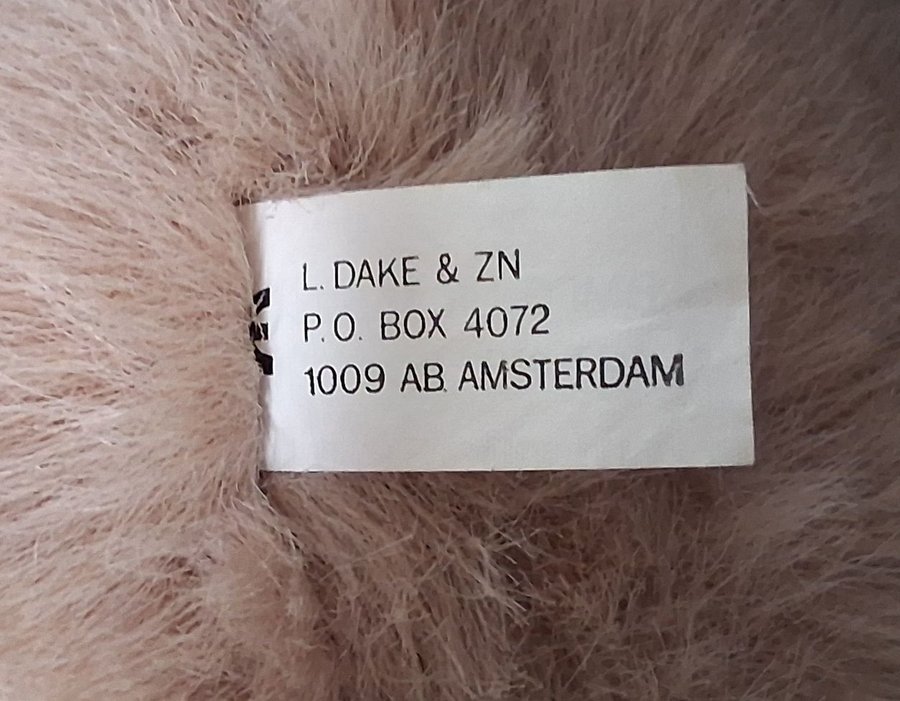 L. DAKE & ZN
P.O. BOX 4072
1009 AB. AMSTERDAM